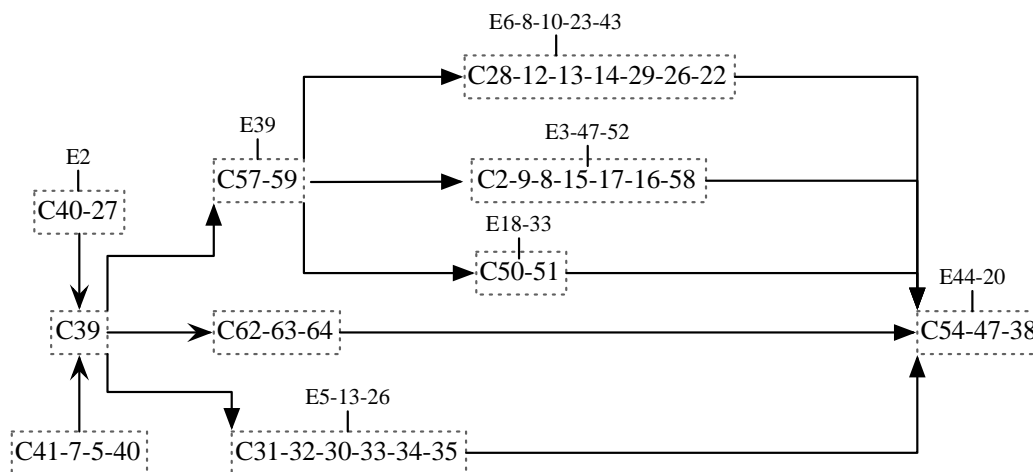 E6-8-10-23-43
C28-12-13-14-29-26-22
E39
E3-47-52
E2
C57-59
C2-9-8-15-17-16-58
C40-27
E18-33
C50-51
E44-20
C39
C62-63-64
C54-47-38
E5-13-26
C41-7-5-40
C31-32-30-33-34-35